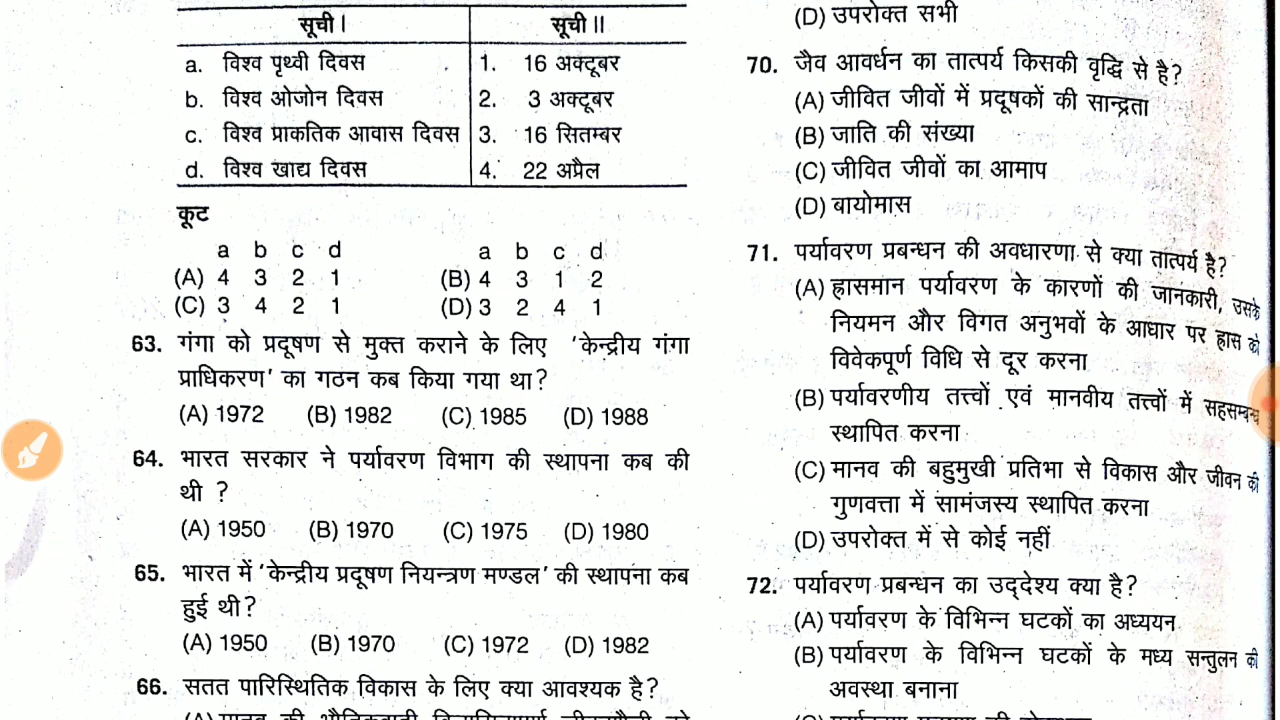 सूची I सूची II
a. विश्व पृथ्वी दिवस 1. 16 अक्टूबर
b. विश्व ओजोन दिवस 2. 3 अक्टूबर
c. विश्व प्राकतिक आवास दिवस 3. 16 सितम्बर
d. विश्व खाद्य दिवस 4. 22 अप्रैल
कूट
a b c d a b c d
(A) 4 3 2 1 (B) 4 3 1 2
(C) 3 4 2 1 (D) 3 2 4 1
63. गंगा को प्रदूषण से मुक्त कराने के लिए 'केन्द्रीय गंगा
प्राधिकरण' का गठन कब किया गया था?
(A) 1972 (B) 1982 (C) 1985 (D) 1988
64. भारत सरकार ने पर्यावरण विभाग की स्थापना कब की
थी ?
(A) 1950 (B) 1970 (C) 1975 (D) 1980
65. भारत में 'केन्द्रीय प्रदूषण नियन्त्रण मण्डल' की स्थापना कब
हुई थी?
(A) 1950 (B) 1970 (C) 1972 (D) 1982
66. सतत पारिस्थितिक विकास के लिए क्या आवश्यक है?
(D) उपरोक्त सभी
70. जैव आवर्धन का तात्पर्य किसकी वृद्धि से है?
(A) जीवित जीवों में प्रदूषकों की सान्द्रता
(B) जाति की संख्या
(C) जीवित जीवों का आमाप
(D) बायोमास
71. पर्यावरण प्रबन्धन की अवधारणा से क्या तात्पर्य है?
(A) ह्रासमान पर्यावरण के कारणों की जानकारी, उसके
नियमन और विगत अनुभवों के आधार पर ह्रास को
विवेकपूर्ण विधि से दूर करना
(B) पर्यावरणीय तत्त्वों एवं मानवीय तत्त्वों में सहसम्बन्ध
स्थापित करना
(C) मानव की बहुमुखी प्रतिभा से विकास और जीवन की
गुणवत्ता में सामंजस्य स्थापित करना
(D) उपरोक्त में से कोई नहीं
72. पर्यावरण प्रबन्धन का उद्देश्य क्या है?
(A) पर्यावरण के विभिन्न घटकों का अध्ययन
(B) पर्यावरण के विभिन्न घटकों के मध्य सन्तुलन की
अवस्था बनाना